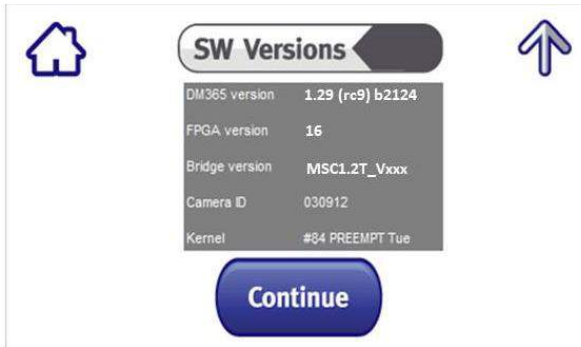 SW Versions
DM365 version 1.29 (rc9) b2124
FPGA version 16
Bridge version MSC1.2T_Vxxx
Camera ID 030912
Kernel #84 PREEMPT Tue
Continue